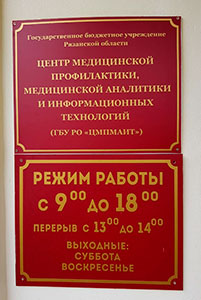 Государственное бюджетное учреждение
Рязанской области
ЦЕНТР МЕДИЦИНСКОЙ
ПРОФИЛАКТИКИ,
МЕДИЦИНСКОЙ АНАЛИТИКИ
И ИНФОРМАЦИОННЫХ
ТЕХНОЛОГИЙ
(ГБУ РО «ЦМПМАИТ»)
РЕЖИМ РАБОТЫ
С 9⁰⁰ ДО 18⁰⁰
ПЕРЕРЫВ С 13⁰⁰ ДО 14⁰⁰
ВЫХОДНЫЕ:
СУББОТА
ВОСКРЕСЕНЬЕ